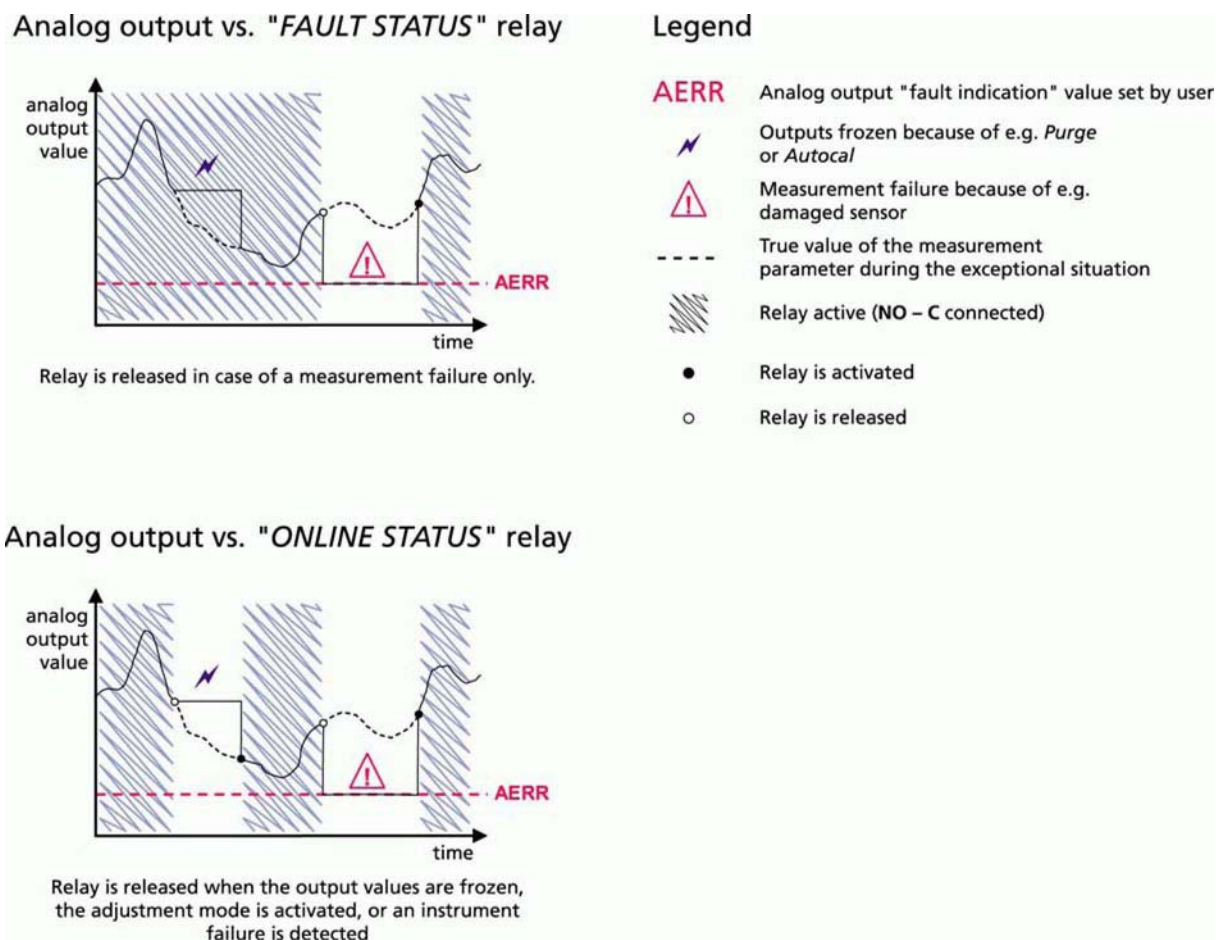 Analog output vs. "FAULT STATUS" relay
analog
output
value
AERR
time
Relay is released in case of a measurement failure only.
Legend
AERR Analog output "fault indication" value set by user
Outputs frozen because of e.g. Purge
or Autocal
Measurement failure because of e.g.
damaged sensor
True value of the measurement
parameter during the exceptional situation
Relay active (NO – C connected)
Relay is activated
Relay is released
Analog output vs. "ONLINE STATUS" relay
analog
output
value
AERR
time
Relay is released when the output values are frozen,
the adjustment mode is activated, or an instrument
failure is detected